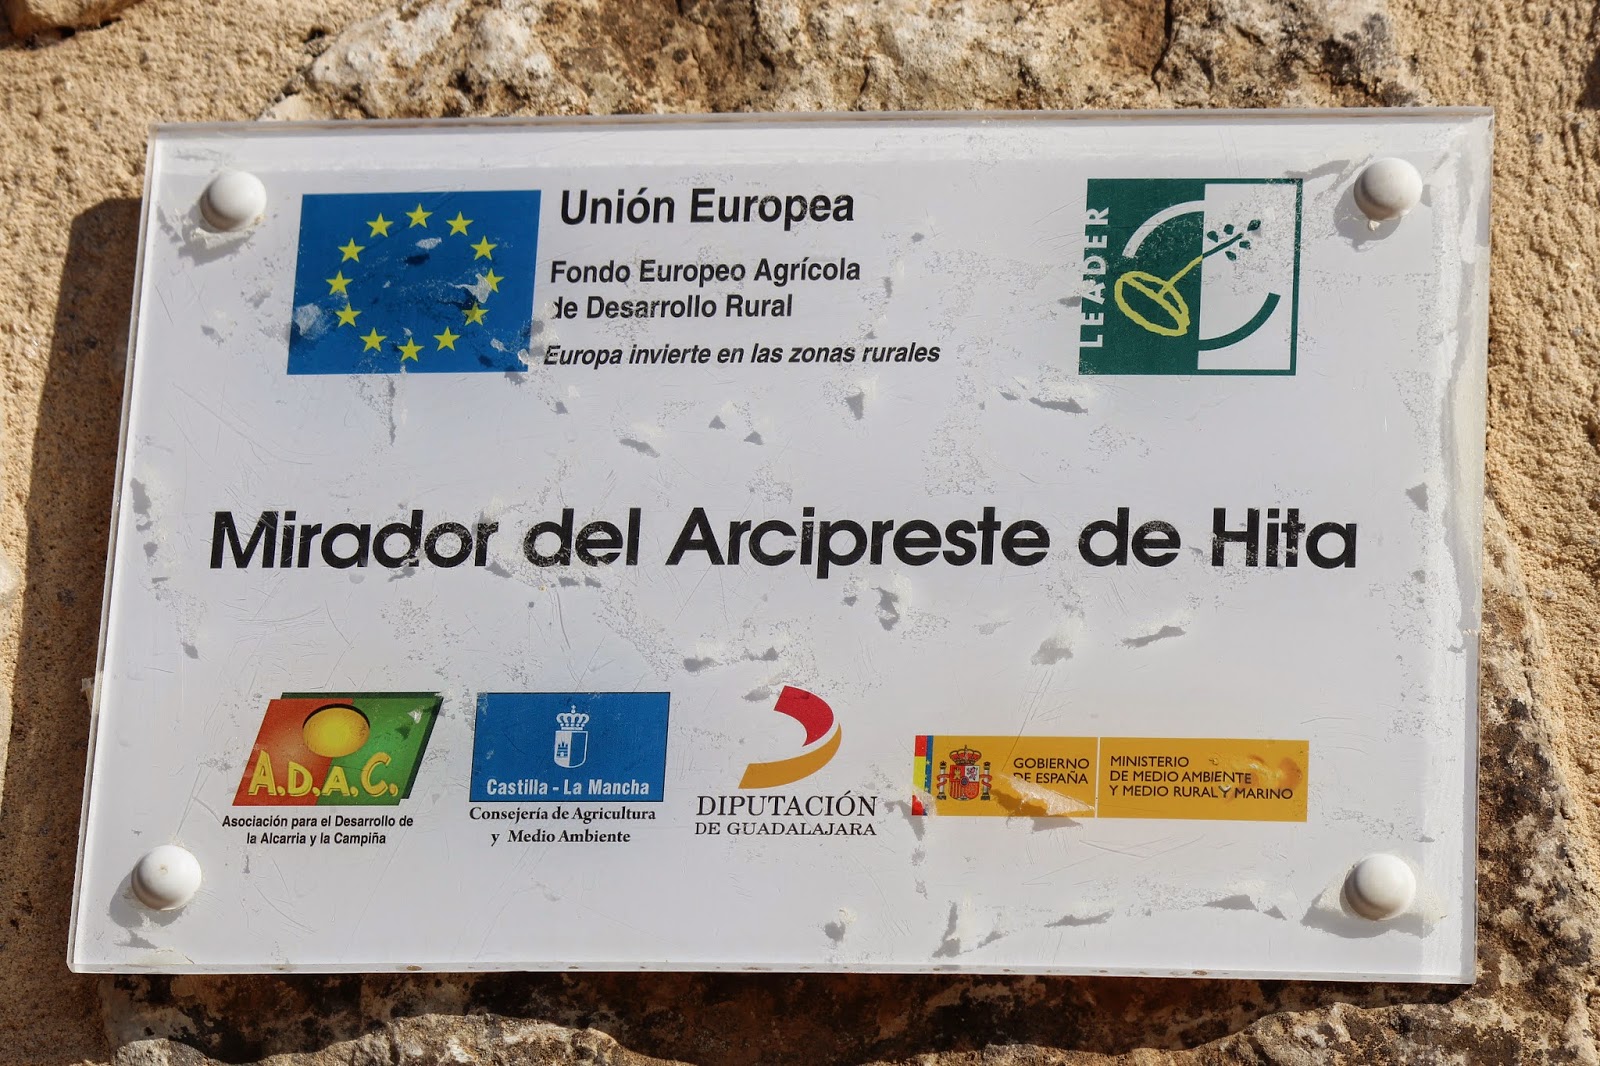 Unión Europea
Fondo Europeo Agrícola
de Desarrollo Rural
Europa invierte en las zonas rurales
LEADER
Mirador del Arcipreste de Hita
A.D.A.C.
Asociación para el Desarrollo de
la Alcarria y la Campiña
Castilla - La Mancha
Consejería de Agricultura
y Medio Ambiente
DIPUTACIÓN
DE GUADALAJARA
GOBIERNO
DE ESPAÑA
MINISTERIO
DE MEDIO AMBIENTE
Y MEDIO RURAL Y MARINO